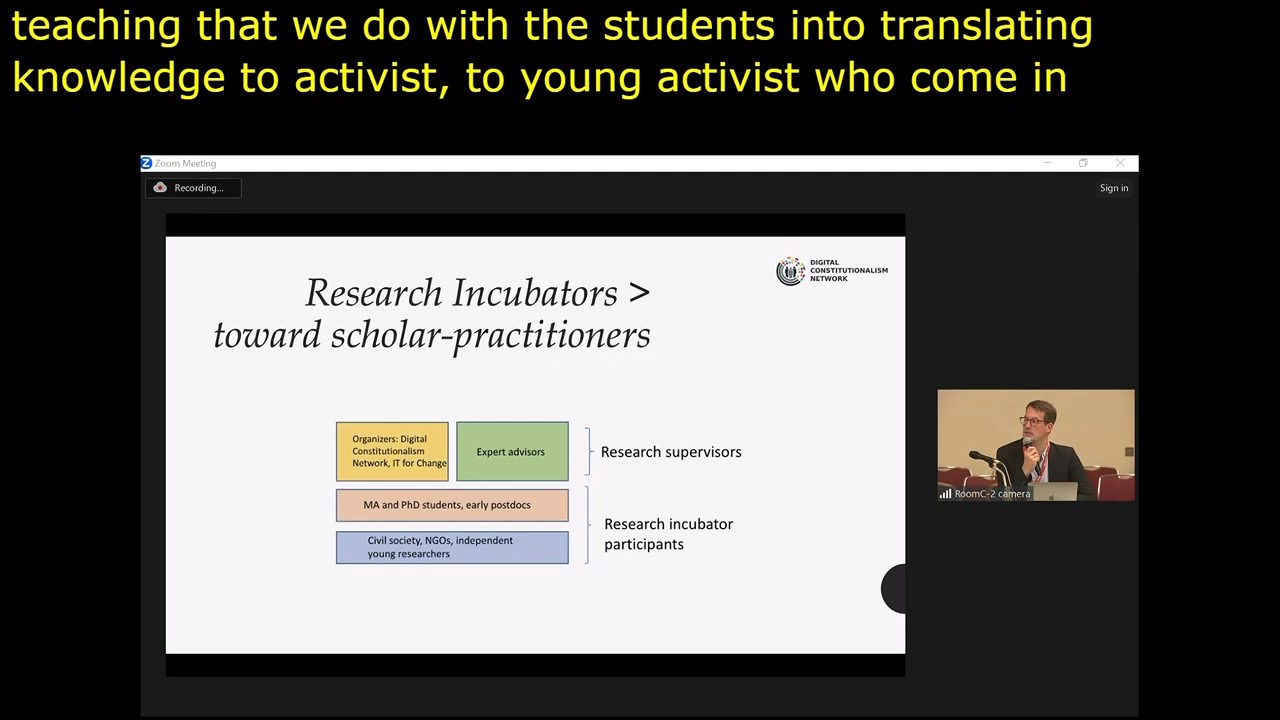 teaching that we do with the students into translating
knowledge to activist, to young activist who come in
Zoom Meeting
Recording...
Sign in
DIGITAL
CONSTITUTIONALISM
NETWORK
Research Incubators >
toward scholar-practitioners
Organizers: Digital
Constitutionalism
Network, IT for Change
Expert advisors
Research supervisors
MA and PhD students, early postdocs
Research incubator
participants
Civil society, NGOs, independent
young researchers
RoomC-2 camera